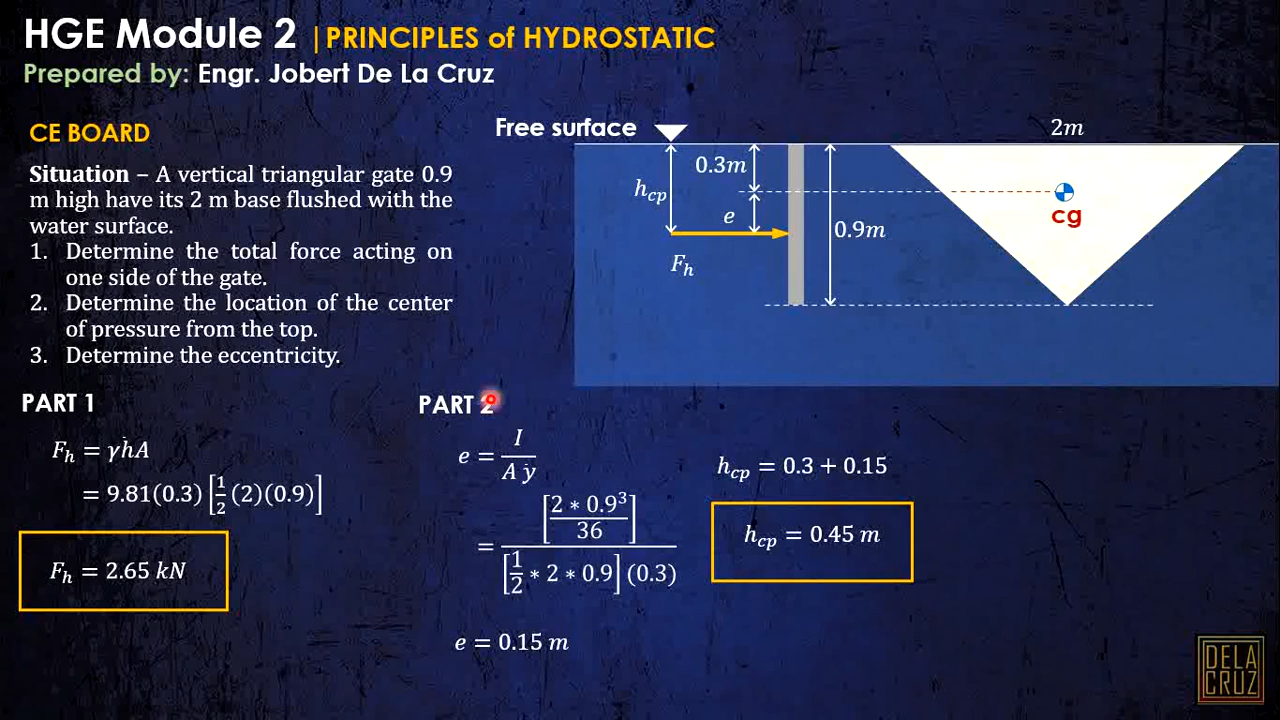 HGE Module 2 |PRINCIPLES of HYDROSTATIC
Prepared by: Engr. Jobert De La Cruz
CE BOARD
Situation – A vertical triangular gate 0.9
m high have its 2 m base flushed with the
water surface.
1. Determine the total force acting on
one side of the gate.
2. Determine the location of the center
of pressure from the top.
3. Determine the eccentricity.
Free surface
2m
0.3m
h_cp
e
cg
0.9m
F_h
PART 1
F_h = γḣA
= 9.81(0.3) [1/2 (2)(0.9)]
F_h = 2.65 kN
PART 2
e = I / A ẏ
= [2 * 0.9³ / 36] / [1/2 * 2 * 0.9] (0.3)
e = 0.15 m
h_cp = 0.3 + 0.15
h_cp = 0.45 m
DELA
CRUZ